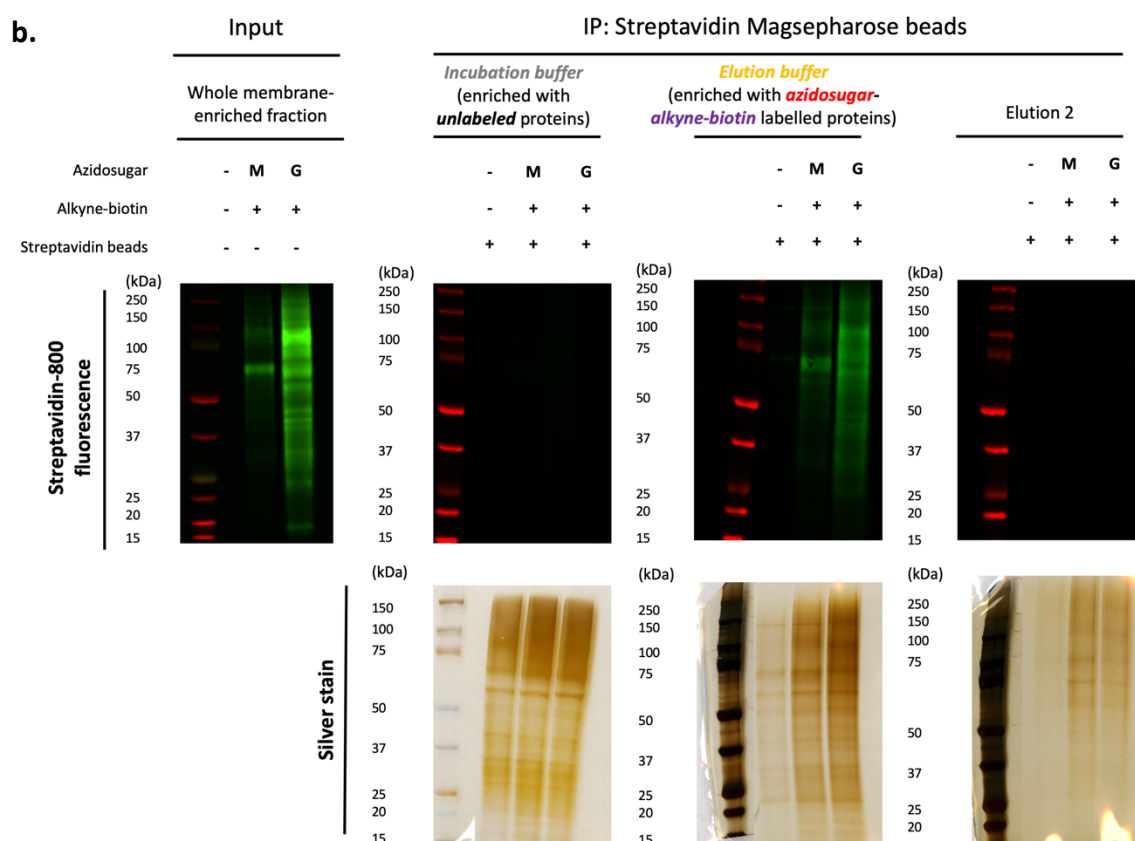 b.
Input
IP: Streptavidin Magsepharose beads
Whole membrane-
enriched fraction
Incubation buffer
(enriched with
unlabeled proteins)
Elution buffer
(enriched with azidosugar-
alkyne-biotin labelled proteins)
Elution 2
Azidosugar - M G - M G - M G - M G
Alkyne-biotin - + + - + + - + + - + +
Streptavidin beads - - - + + + + + + + + +
Streptavidin-800
fluorescence
(kDa)
250
150
100
75
50
37
25
20
15
(kDa)
250
150
100
75
50
37
25
20
15
(kDa)
250
150
100
75
50
37
25
20
15
(kDa)
250
150
100
75
50
37
25
20
15
Silver stain
(kDa)
150
100
75
50
37
25
20
15
(kDa)
250
150
100
75
50
37
25
20
15
(kDa)
250
150
100
75
50
37
25
20